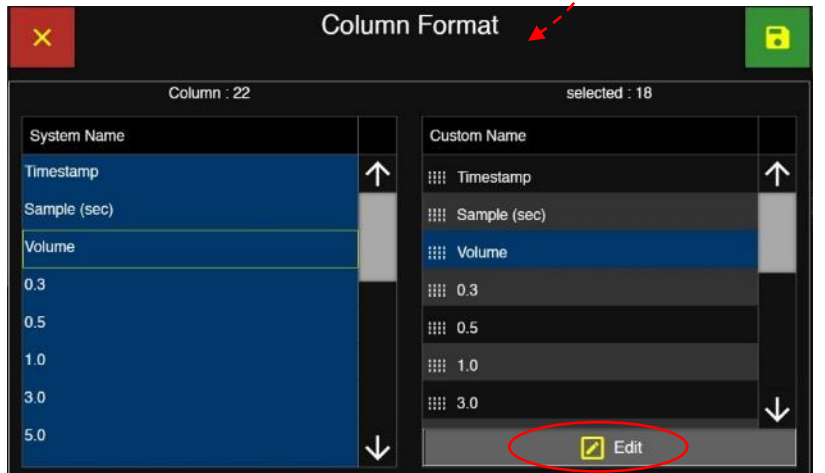 Column Format
Column : 22
selected : 18
System Name
Custom Name
Timestamp
Timestamp
Sample (sec)
Sample (sec)
Volume
Volume
0.3
0.3
0.5
0.5
1.0
1.0
3.0
3.0
5.0
Edit